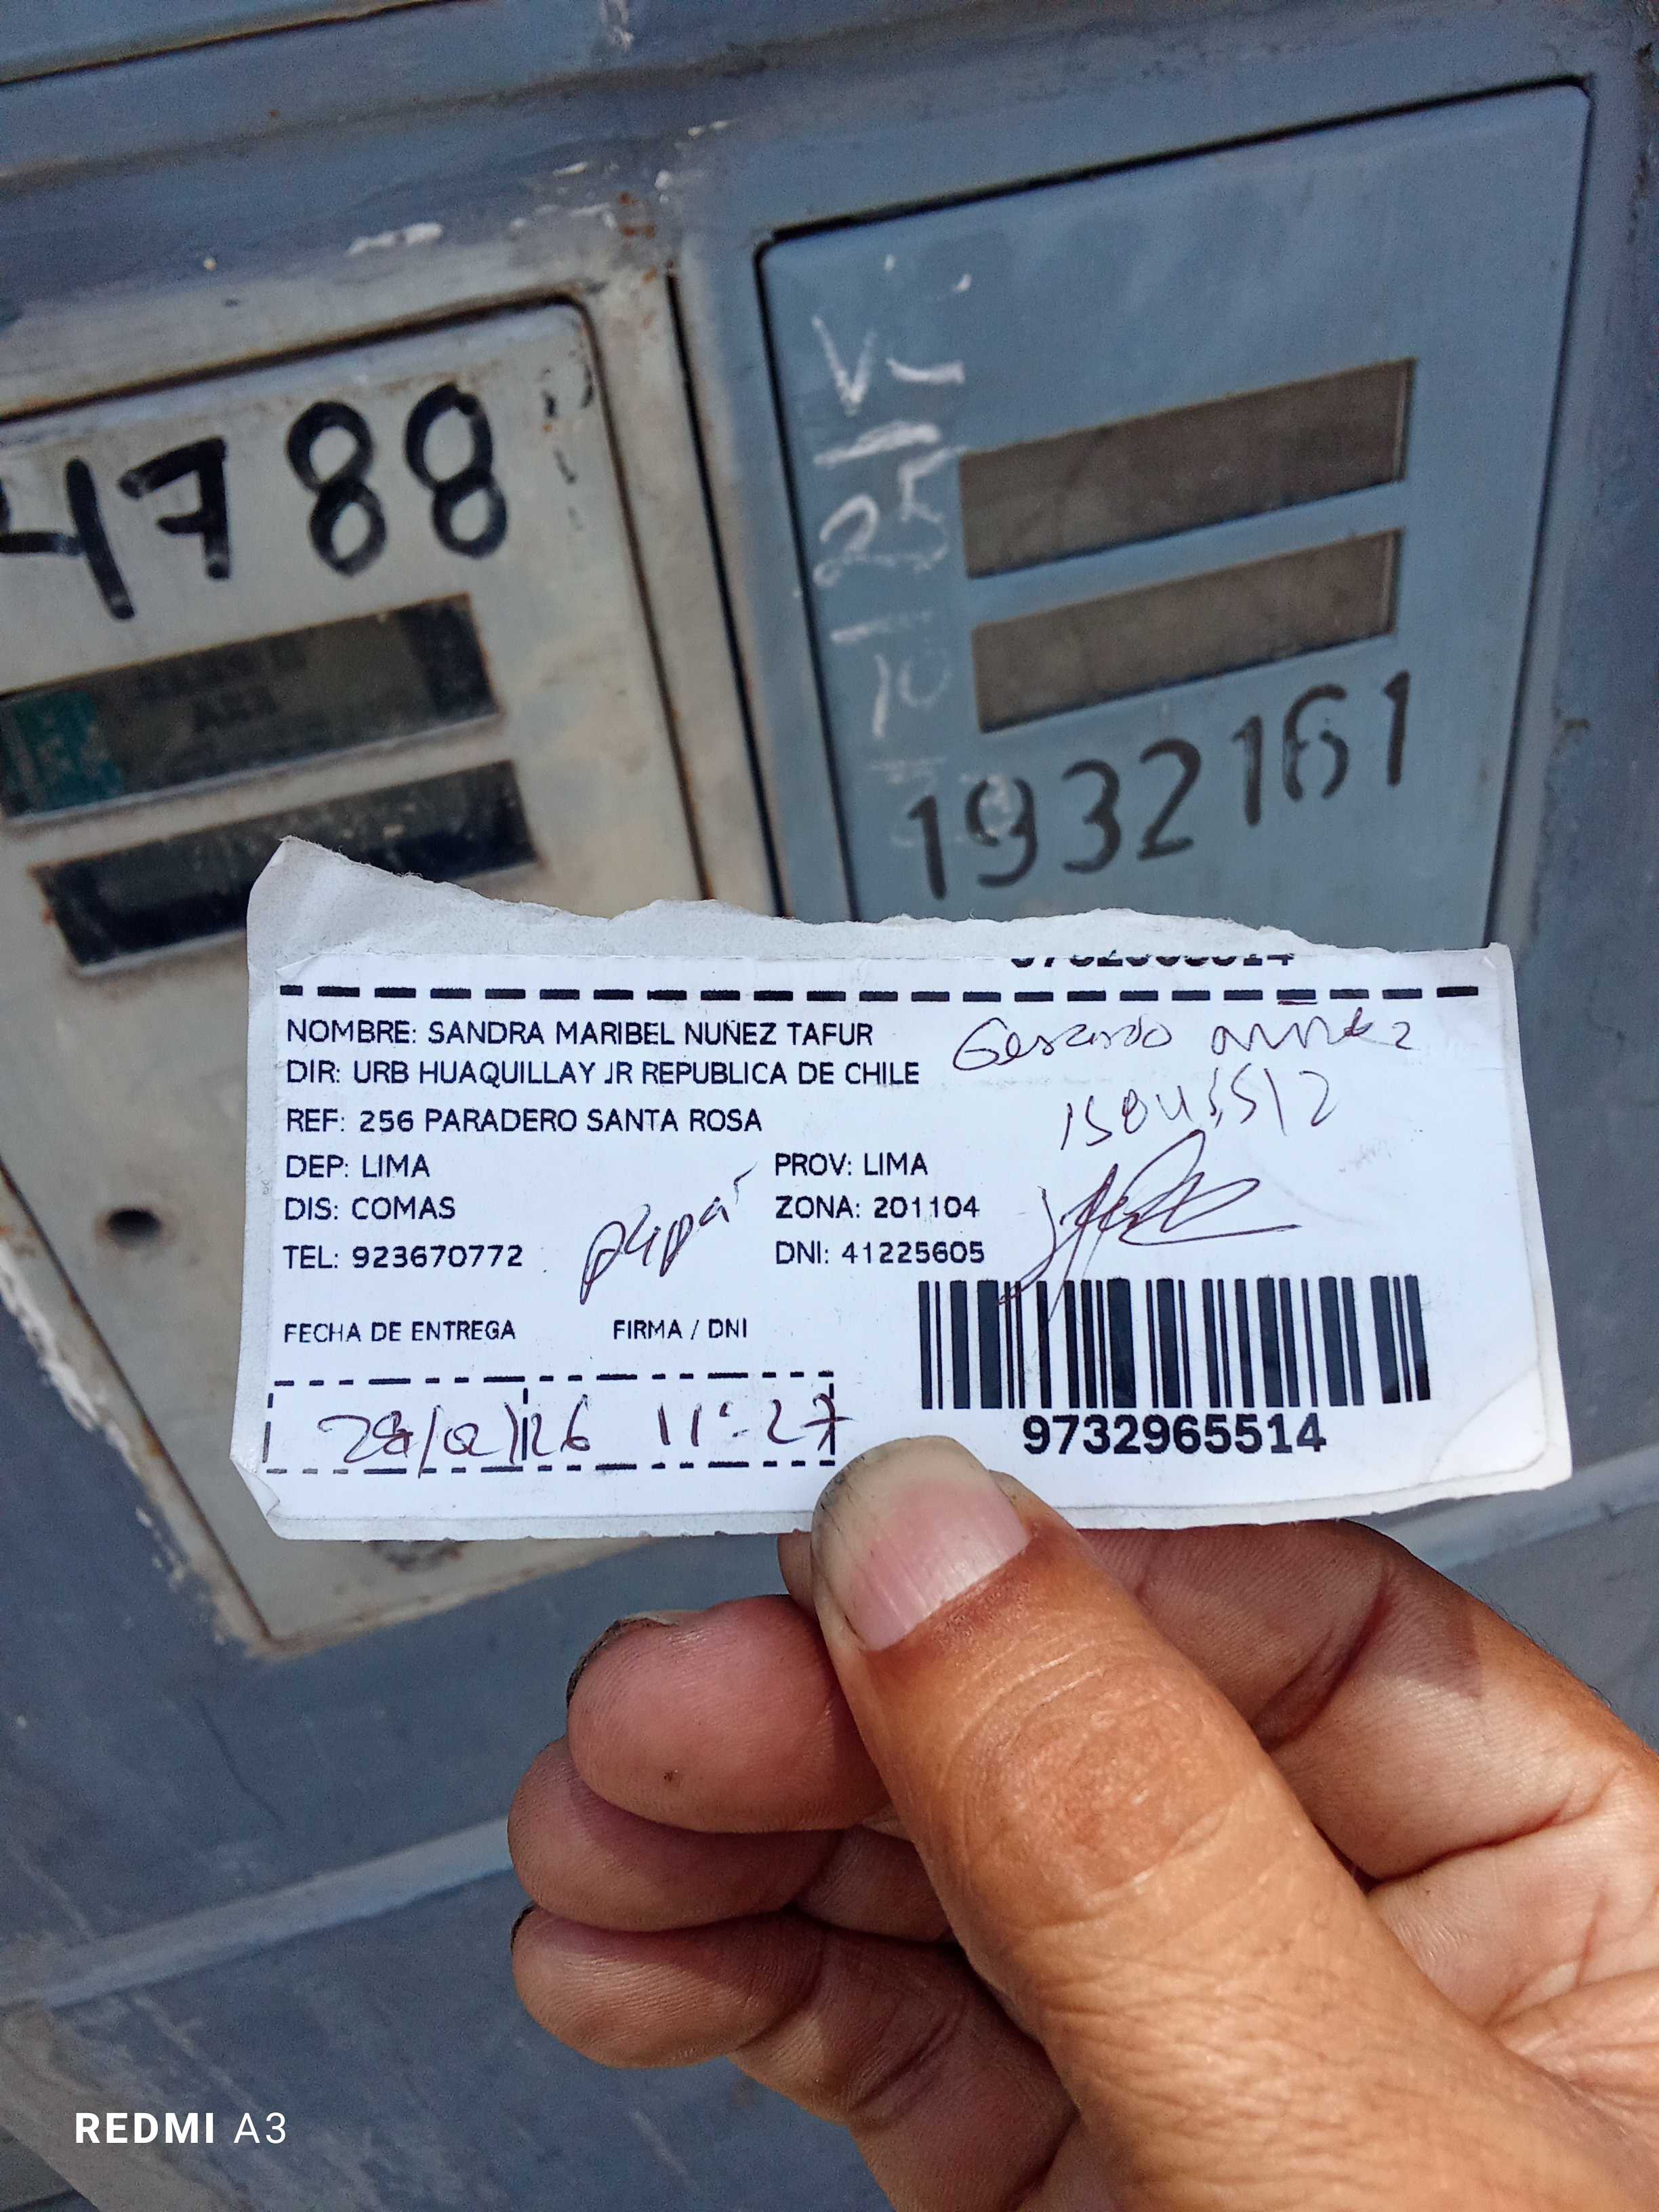 4788
V
25
10
1932161
NOMBRE: SANDRA MARIBEL NUÑEZ TAFUR
DIR: URB HUAQUILLAY JR REPUBLICA DE CHILE
REF: 256 PARADERO SANTA ROSA
DEP: LIMA PROV: LIMA
DIS: COMAS ZONA: 201104
TEL: 923670772 DNI: 41225605
Gerardo
papá
FECHA DE ENTREGA FIRMA / DNI
11:27
9732965514
REDMI A3